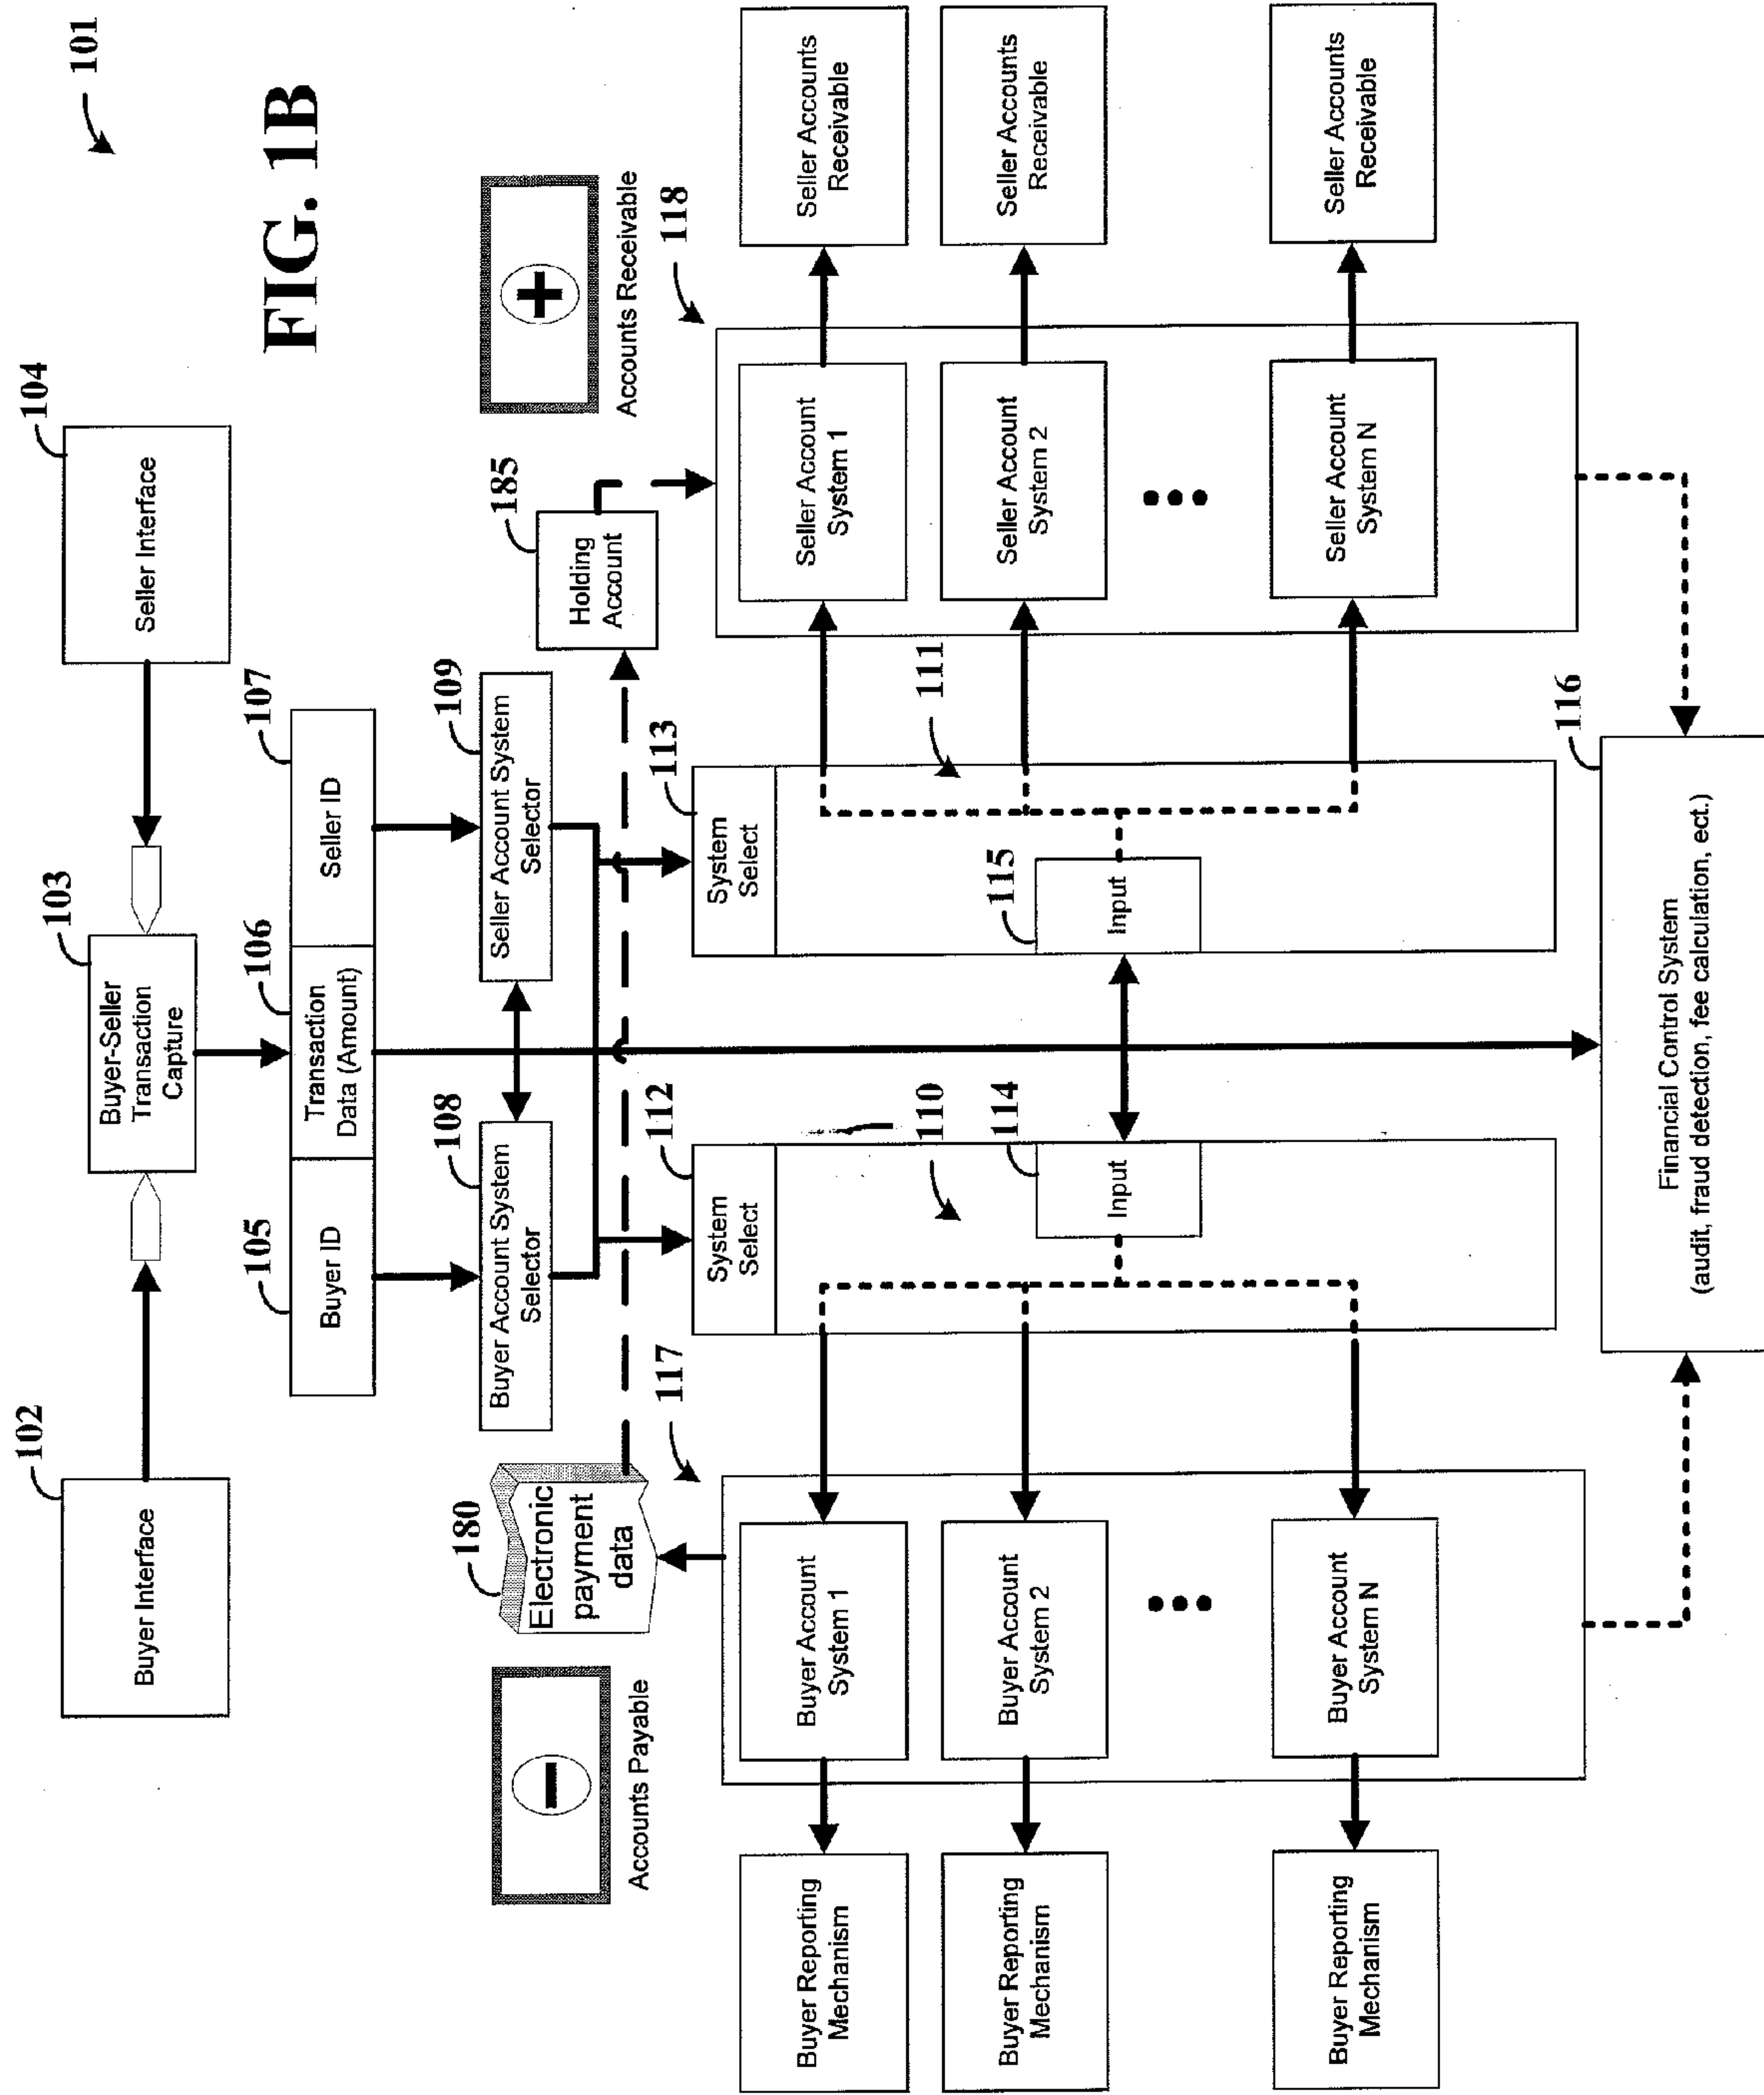 101
FIG. 1B
102
Buyer Interface
103
Buyer-Seller
Transaction
Capture
104
Seller Interface
105
Buyer ID
106
Transaction
Data (Amount)
107
Seller ID
108
Buyer Account System
Selector
109
Seller Account System
Selector
Accounts Payable
180
Electronic
payment
data
185
Holding
Account
+
Accounts Receivable
117
112
System
Select
113
System
Select
118
110
111
114
Input
115
Input
Buyer Reporting
Mechanism
Buyer Account
System 1
Seller Account
System 1
Seller Accounts
Receivable
Buyer Reporting
Mechanism
Buyer Account
System 2
Seller Account
System 2
Seller Accounts
Receivable
Buyer Reporting
Mechanism
Buyer Account
System N
Seller Account
System N
Seller Accounts
Receivable
116
Financial Control System
(audit, fraud detection, fee calculation, ect.)